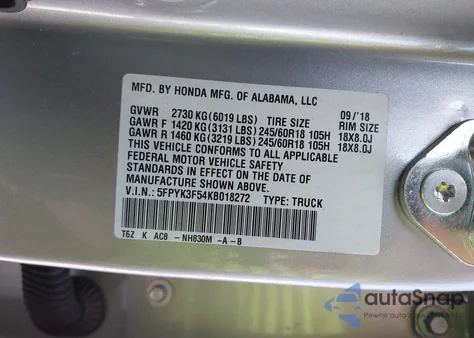 MFD. BY HONDA MFG. OF ALABAMA, LLC
GVWR 2730 KG(6019 LBS) TIRE SIZE 09/'18 RIM SIZE
GAWR F 1420 KG(3131 LBS) 245/60R18 105H 18X8.0J
GAWR R 1460 KG(3219 LBS) 245/60R18 105H 18X8.0J
THIS VEHICLE CONFORMS TO ALL APPLICABLE
FEDERAL MOTOR VEHICLE SAFETY
STANDARDS IN EFFECT ON THE DATE OF
MANUFACTURE SHOWN ABOVE.
V.I.N.: 5FPYK3F54KB018272 TYPE: TRUCK
T6Z K AC8 -NH830M -A-B
autoSnap
Pewne auto z